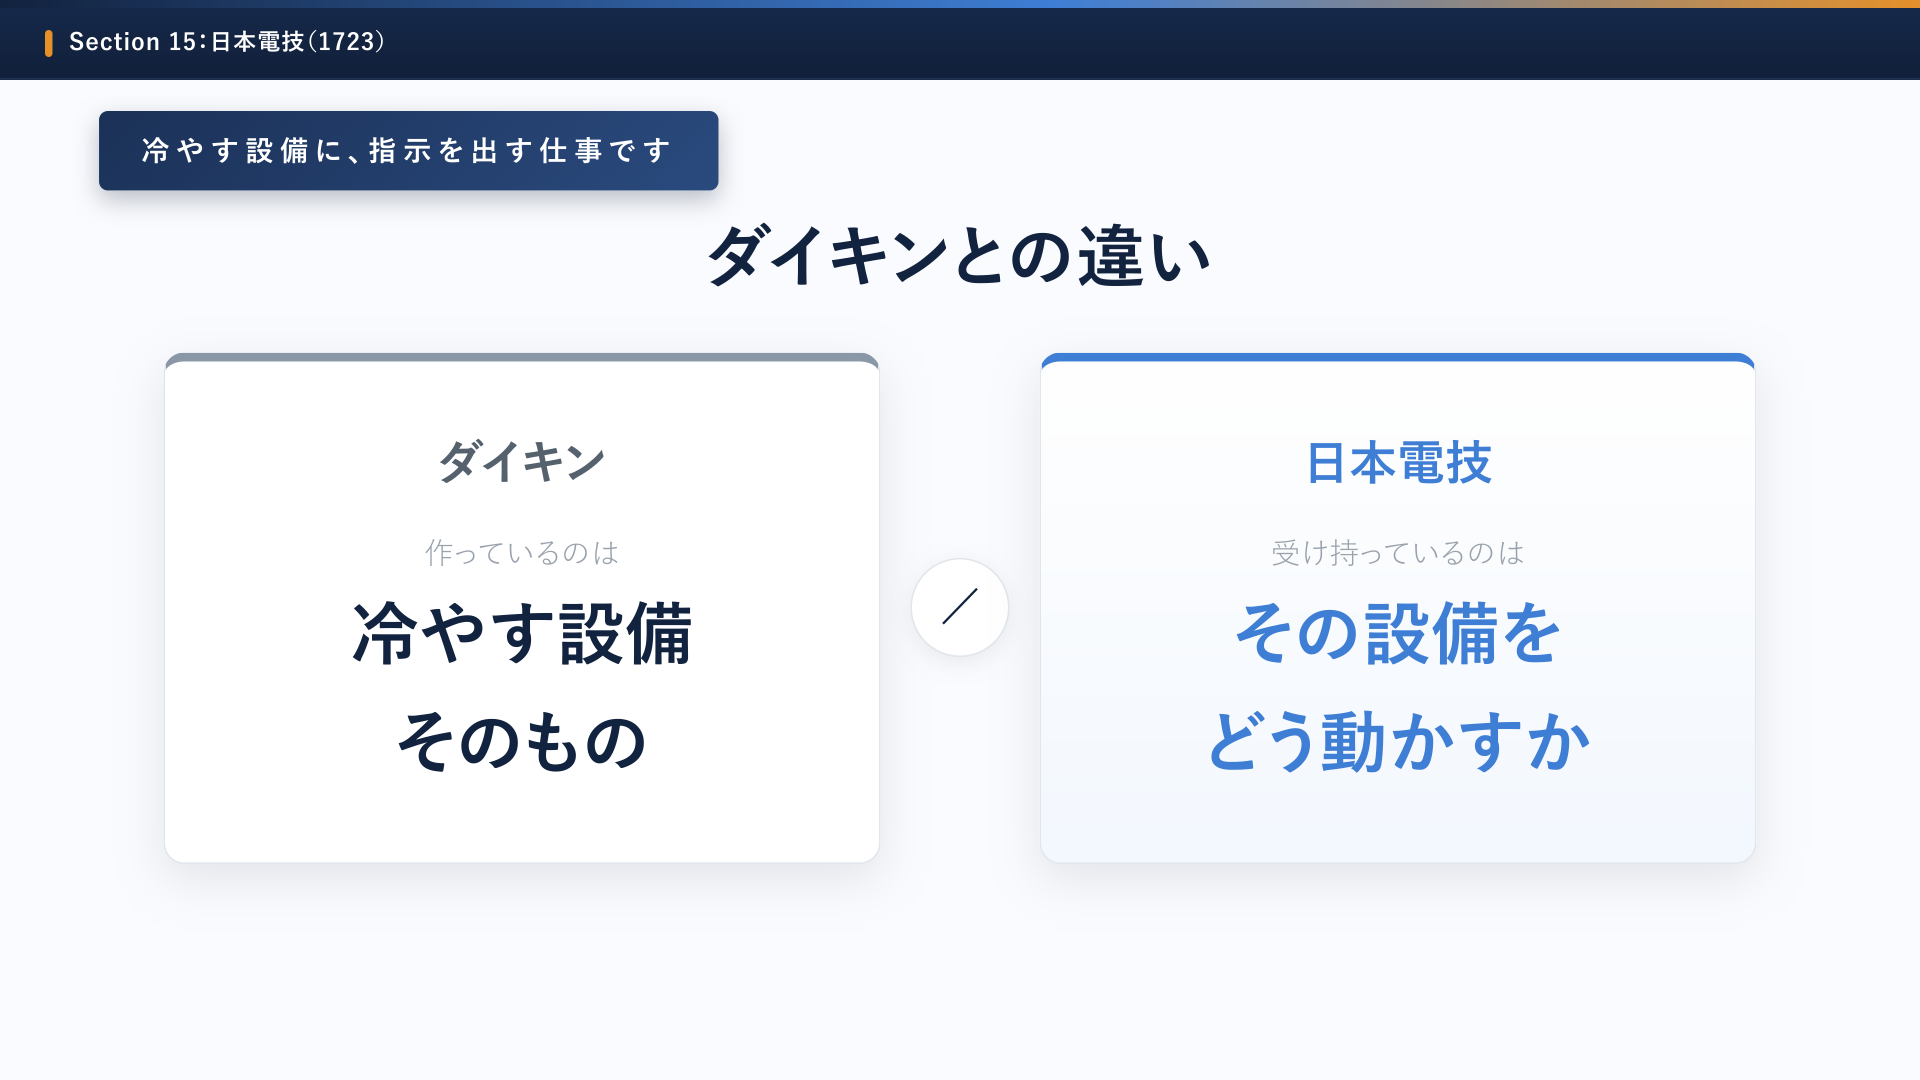 Section 15：日本電技（1723）
冷やす設備に、指示を出す仕事です
ダイキンとの違い
ダイキン
作っているのは
冷やす設備
そのもの
／
日本電技
受け持っているのは
その設備を
どう動かすか